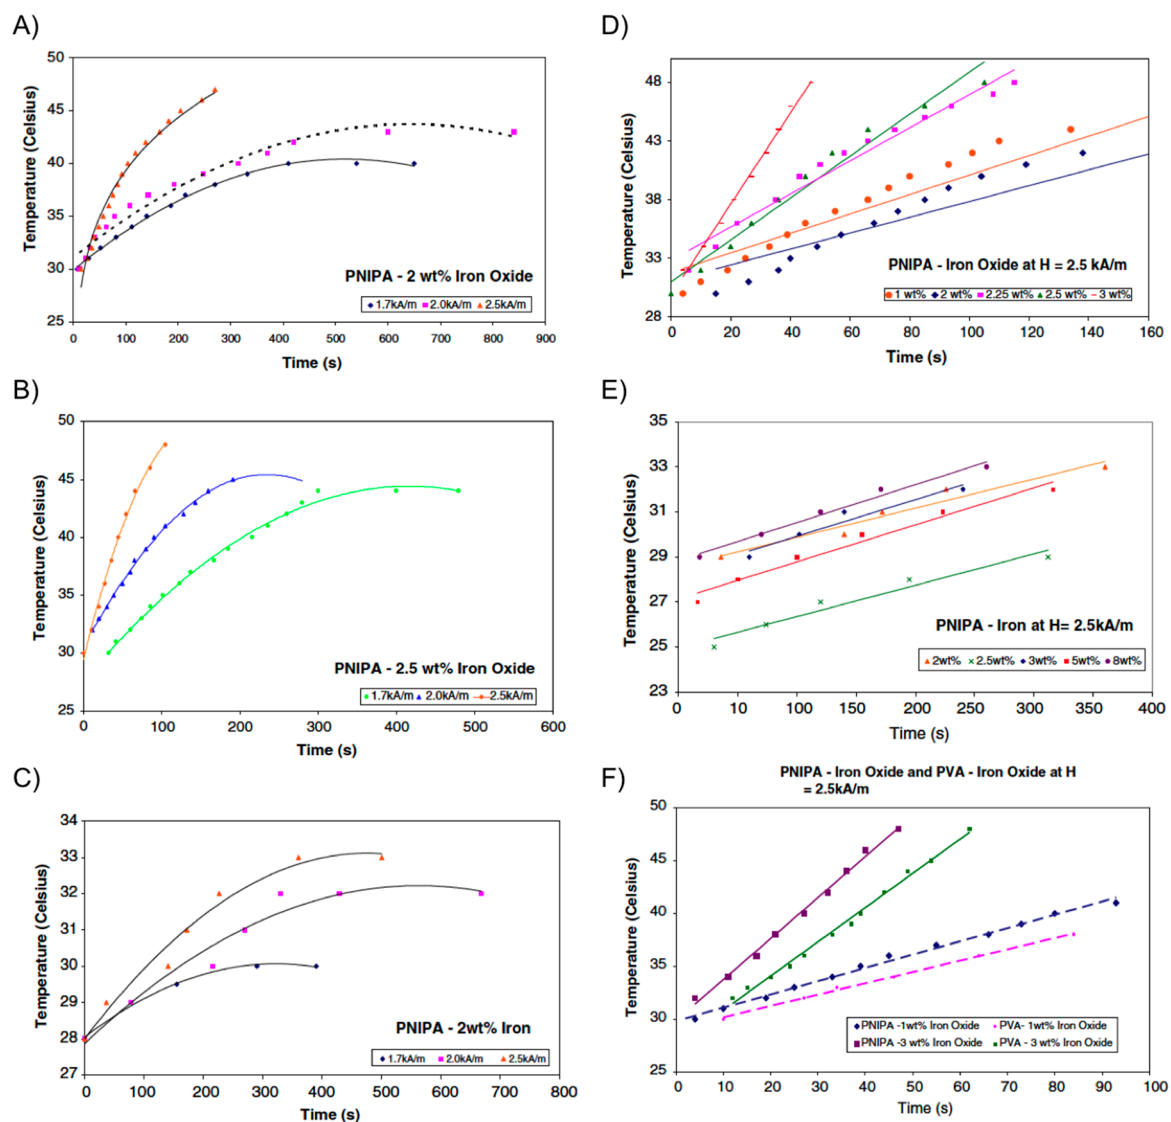 A)
50
45
40
35
30
25
Temperature (Celsius)
PNIPA - 2 wt% Iron Oxide
1.7kA/m 2.0kA/m 2.5kA/m
0 100 200 300 400 500 600 700 800 900
Time (s)
B)
50
45
40
35
30
25
Temperature (Celsius)
PNIPA - 2.5 wt% Iron Oxide
1.7kA/m 2.0kA/m 2.5kA/m
0 100 200 300 400 500 600
Time (s)
C)
34
33
32
31
30
29
28
27
Temperature (Celsius)
PNIPA - 2wt% Iron
1.7kA/m 2.0kA/m 2.5kA/m
0 100 200 300 400 500 600 700 800
Time (s)
D)
48
43
38
33
28
Temperature (Celsius)
PNIPA - Iron Oxide at H = 2.5 kA/m
1 wt% 2 wt% 2.25 wt% 2.5 wt% 3 wt%
0 20 40 60 80 100 120 140 160
Time (s)
E)
35
33
31
29
27
25
23
Temperature (Celsius)
PNIPA - Iron at H= 2.5kA/m
2wt% 2.5wt% 3wt% 5wt% 8wt%
0 10 100 150 200 250 300 350 400
Time (s)
F)
PNIPA - Iron Oxide and PVA - Iron Oxide at H
= 2.5kA/m
50
45
40
35
30
25
Temperature (Celsius)
PNIPA -1wt% Iron Oxide PVA- 1wt% Iron Oxide
PNIPA -3 wt% Iron Oxide PVA - 3 wt% Iron Oxide
0 10 20 30 40 50 60 70 80 90 100
Time (s)